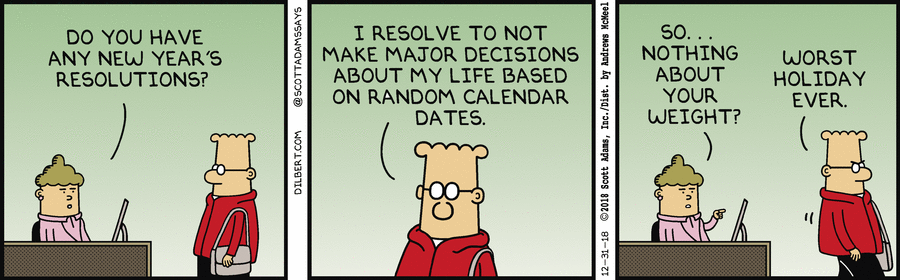 DO YOU HAVE
ANY NEW YEAR'S
RESOLUTIONS?
DILBERT.COM
@SCOTTADAMSSAYS
I RESOLVE TO NOT
MAKE MAJOR DECISIONS
ABOUT MY LIFE BASED
ON RANDOM CALENDAR
DATES.
12-31-18 ©2018 Scott Adams, Inc./Dist. by Andrews McMeel
SO...
NOTHING
ABOUT
YOUR
WEIGHT?
WORST
HOLIDAY
EVER.